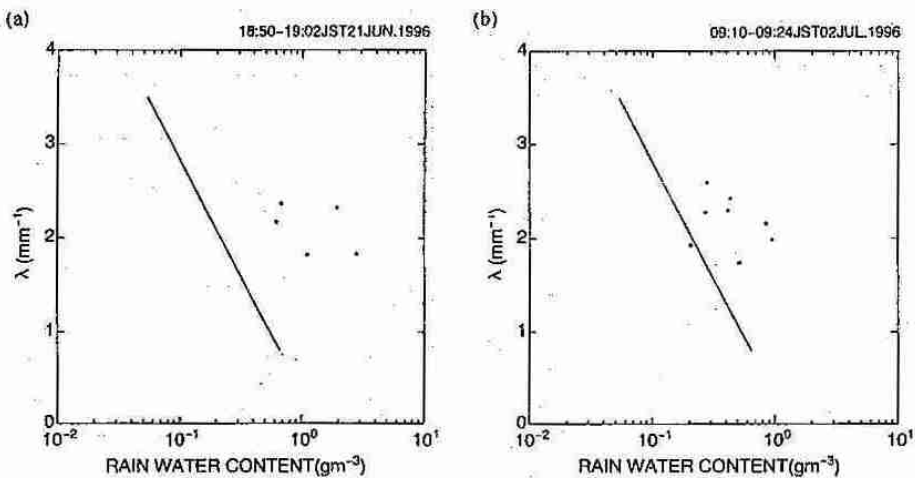 (a)
18:50-19:02JST21JUN.1996
4
3
2
1
0
λ (mm⁻¹)
10⁻² 10⁻¹ 10⁰ 10¹
RAIN WATER CONTENT(gm⁻³)
(b)
09:10-09:24JST02JUL.1996
4
3
2
1
0
λ (mm⁻¹)
10⁻² 10⁻¹ 10⁰ 10¹
RAIN WATER CONTENT(gm⁻³)